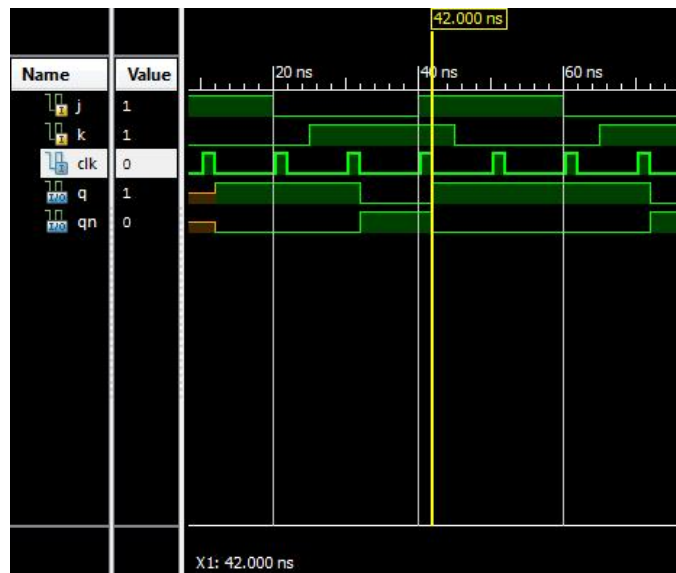 42.000 ns
Name Value
20 ns 40 ns 60 ns
j 1
k 1
clk 0
q 1
qn 0
X1: 42.000 ns